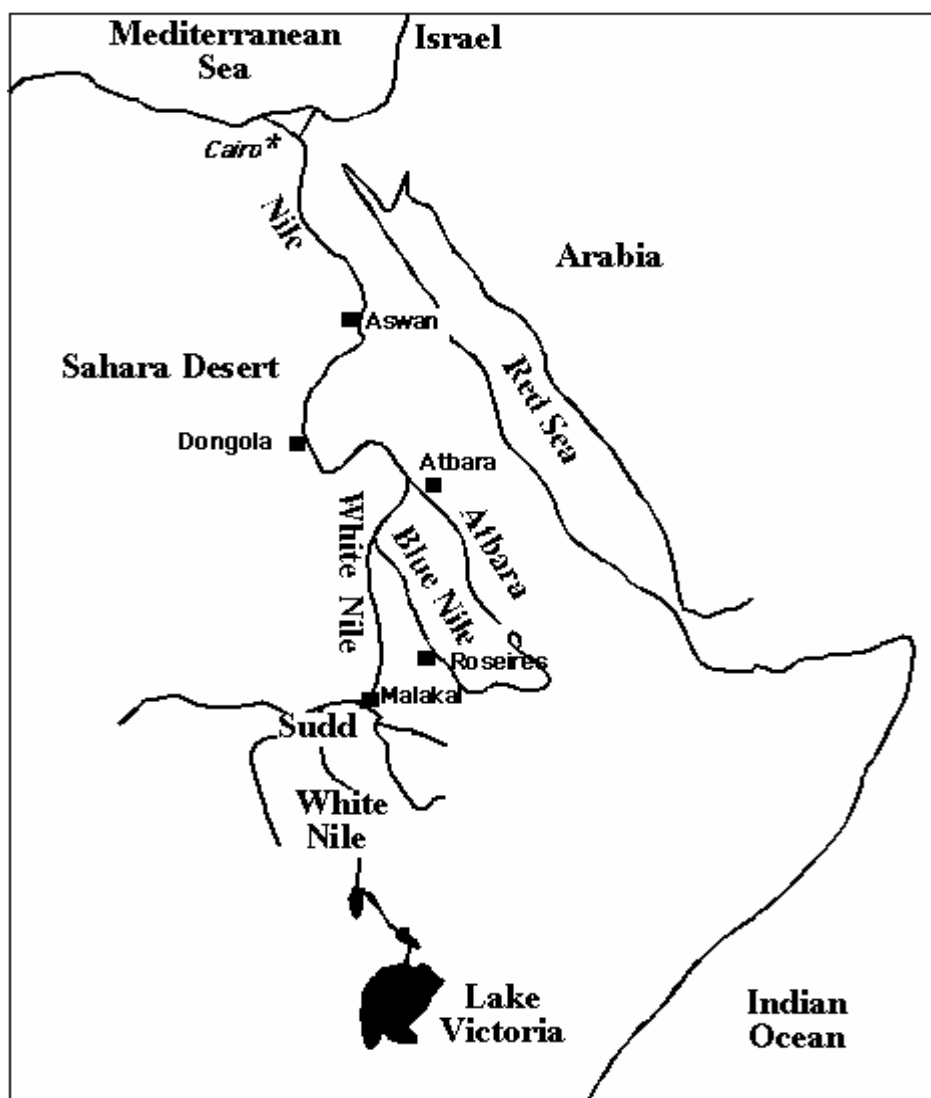 Mediterranean
Sea
Israel
Cairo*
Nile
Arabia
Aswan
Sahara Desert
Red Sea
Dongola
Atbara
Atbara
White Nile
Blue Nile
Roseires
Malakal
Sudd
White
Nile
Lake
Victoria
Indian
Ocean